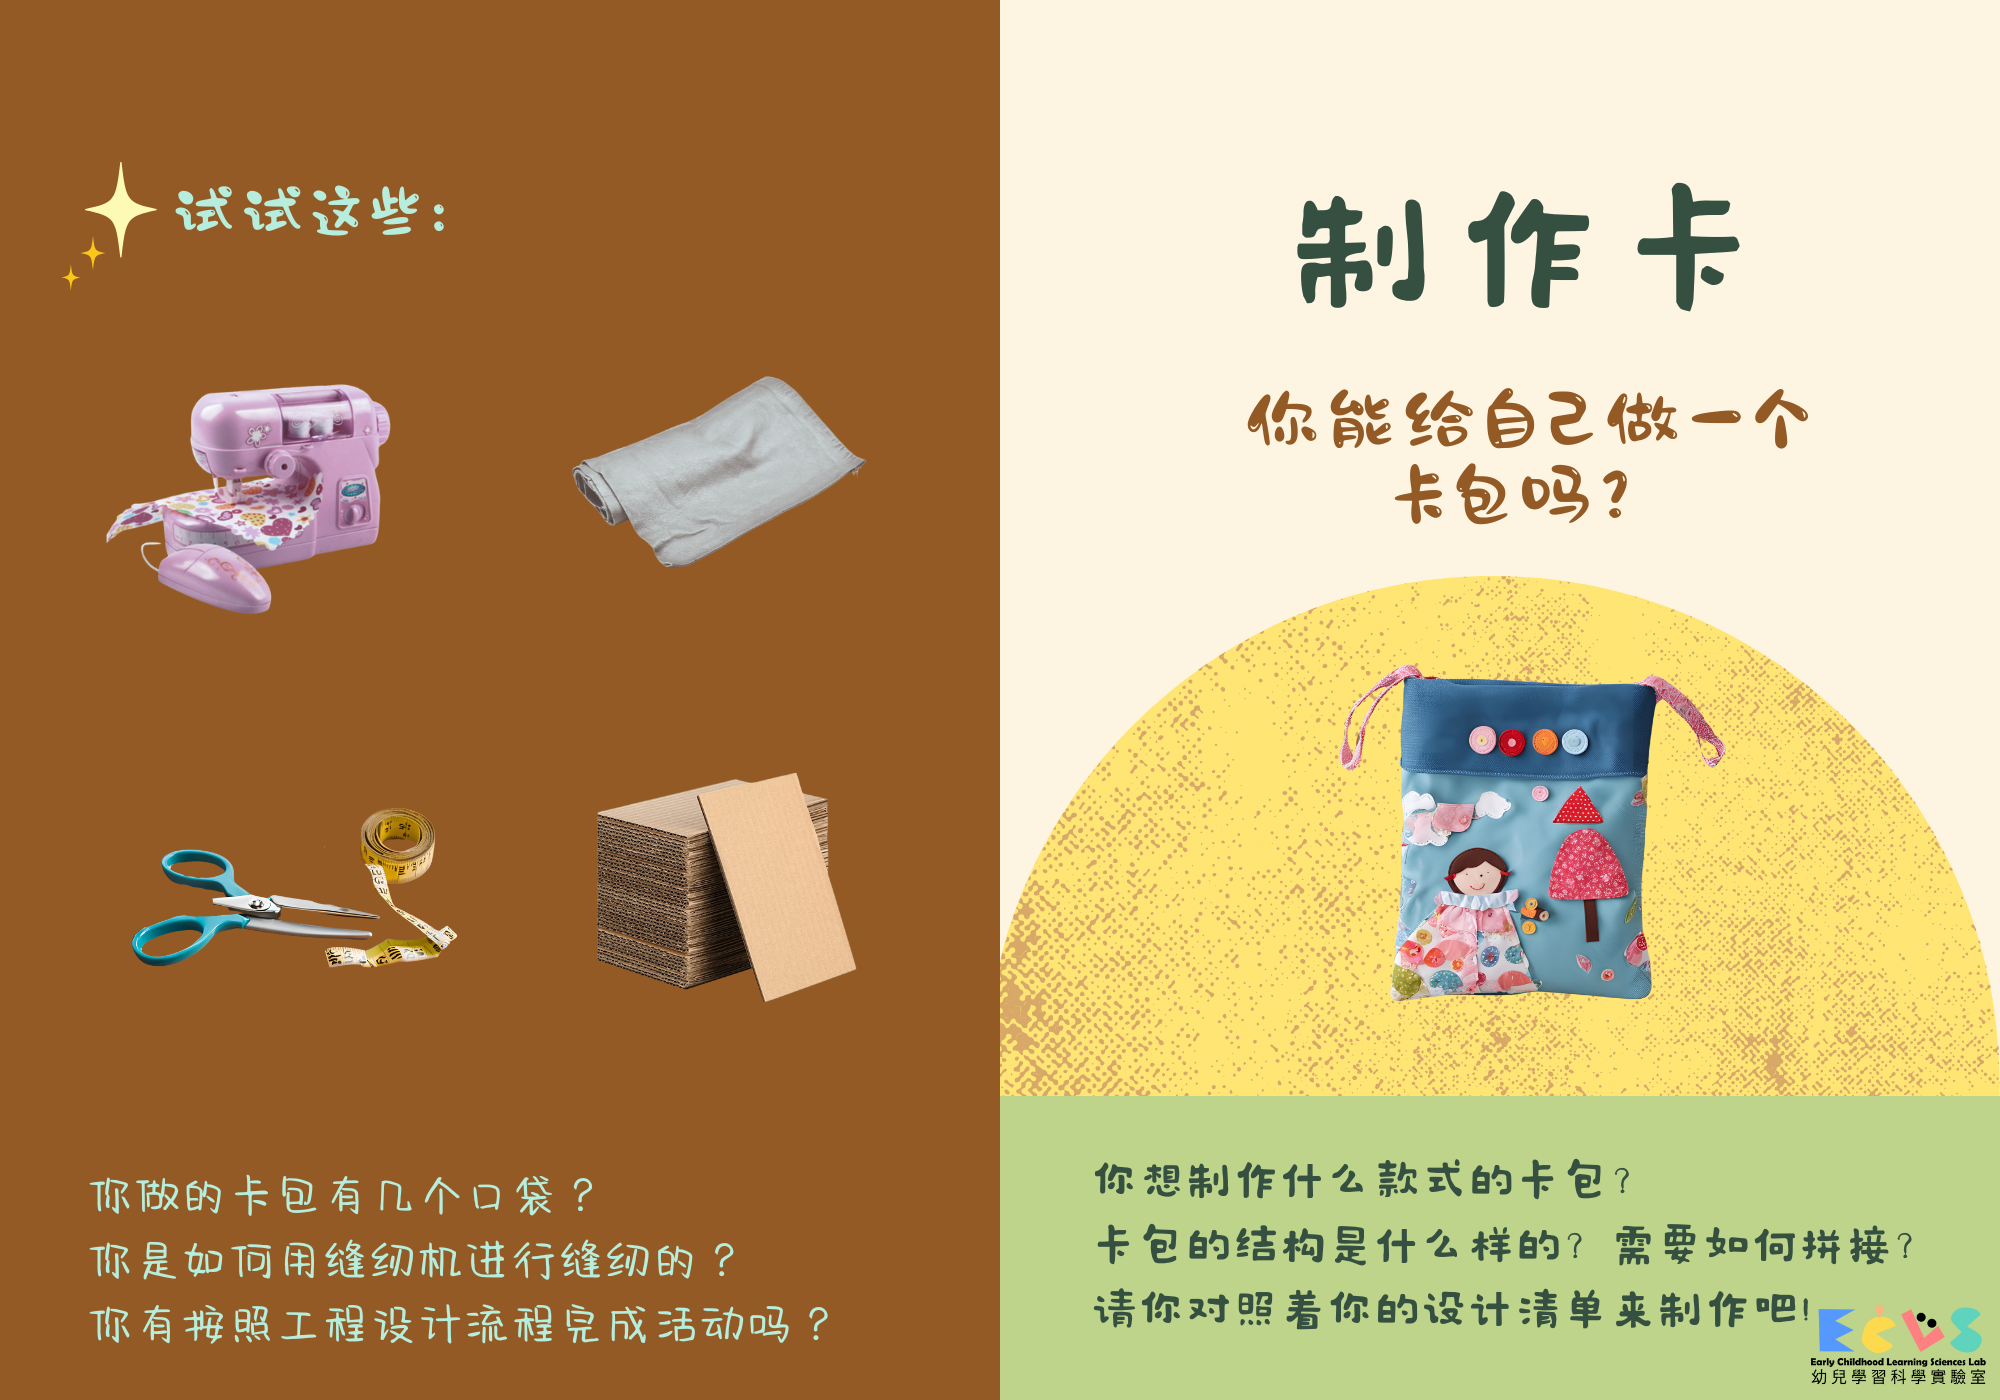 试试这些：
你做的卡包有几个口袋？
你是如何用缝纫机进行缝纫的？
你有按照工程设计流程完成活动吗？
制作卡
你能给自己做一个
卡包吗？
你想制作什么款式的卡包？
卡包的结构是什么样的？需要如何拼接？
请你对照着你的设计清单来制作吧！
ECLS
Early Childhood Learning Sciences Lab
幼兒學習科學實驗室